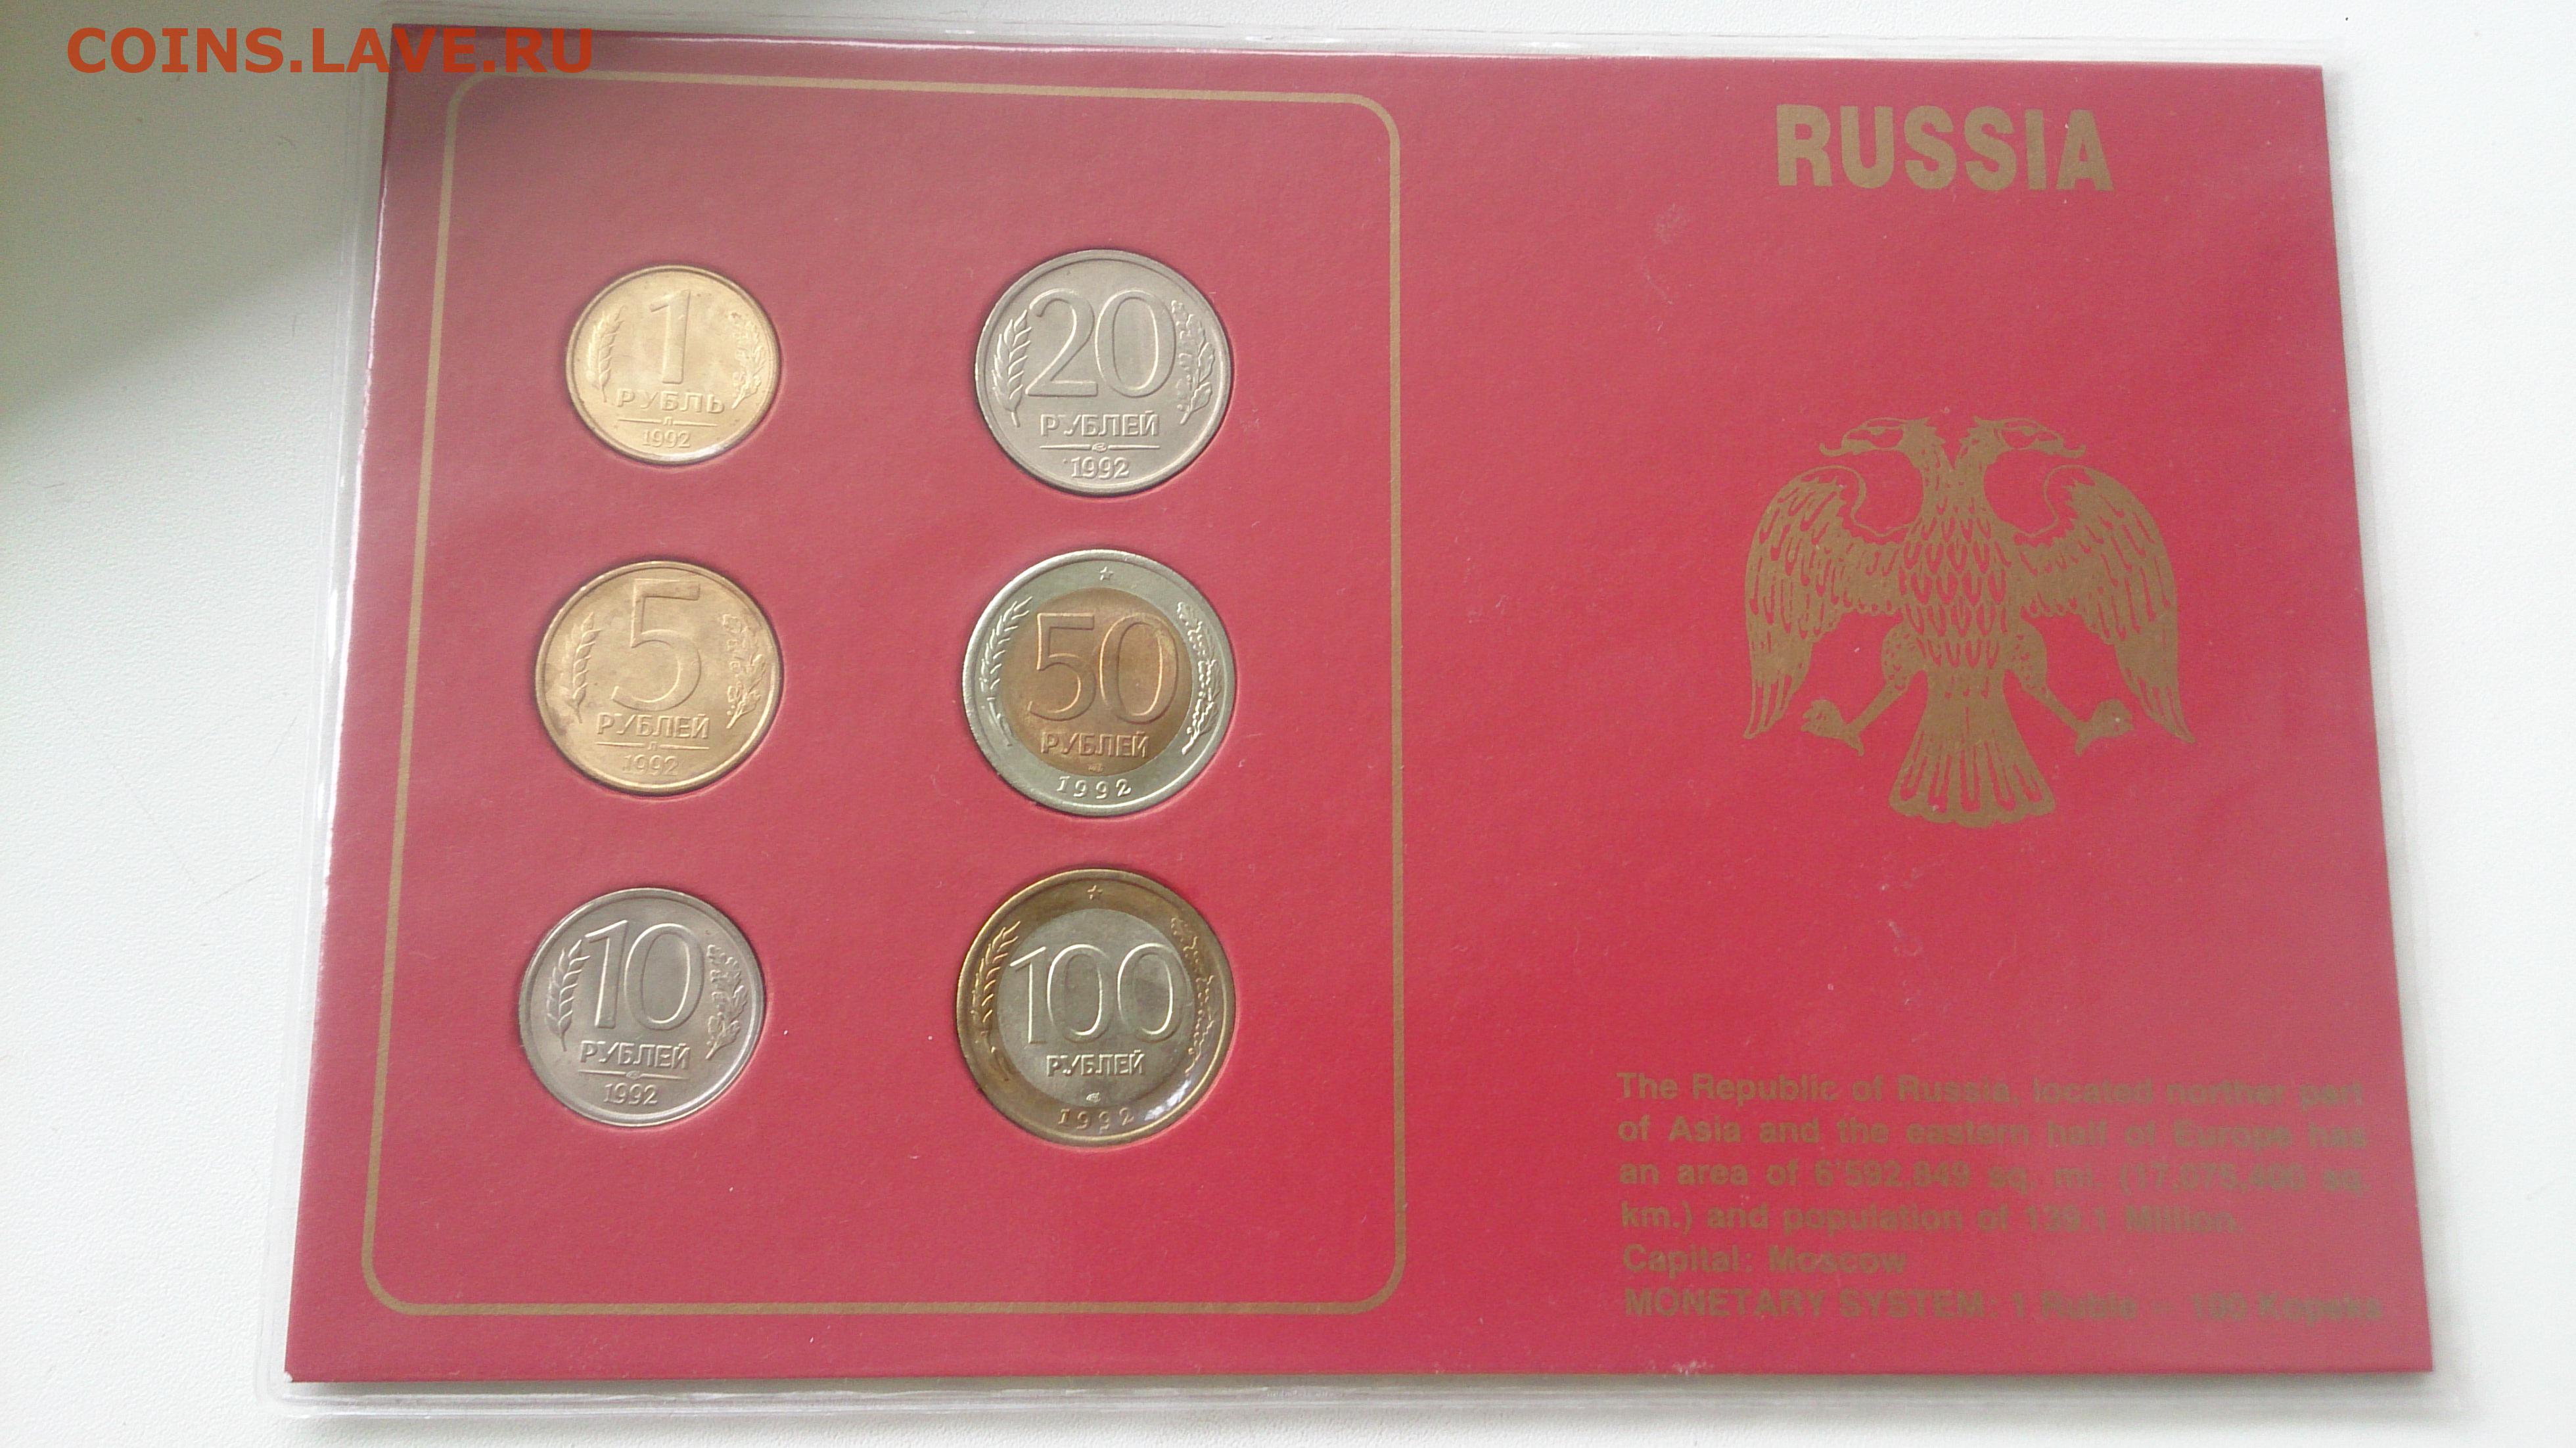 COINS.LAVE.RU
RUSSIA
1
РУБЛЬ
Л
1992
20
РУБЛЕЙ
1992
5
РУБЛЕЙ
Л
1992
50
РУБЛЕЙ
1992
10
РУБЛЕЙ
1992
100
РУБЛЕЙ
1992
The Republic of Russia, located norther part
of Asia and the eastern half of Europe has
an area of 6'592,849 sq. mi. (17,075,400 sq.
km.) and population of 139.1 Million.
Capital: Moscow
MONETARY SYSTEM: 1 Ruble - 100 Kopeks